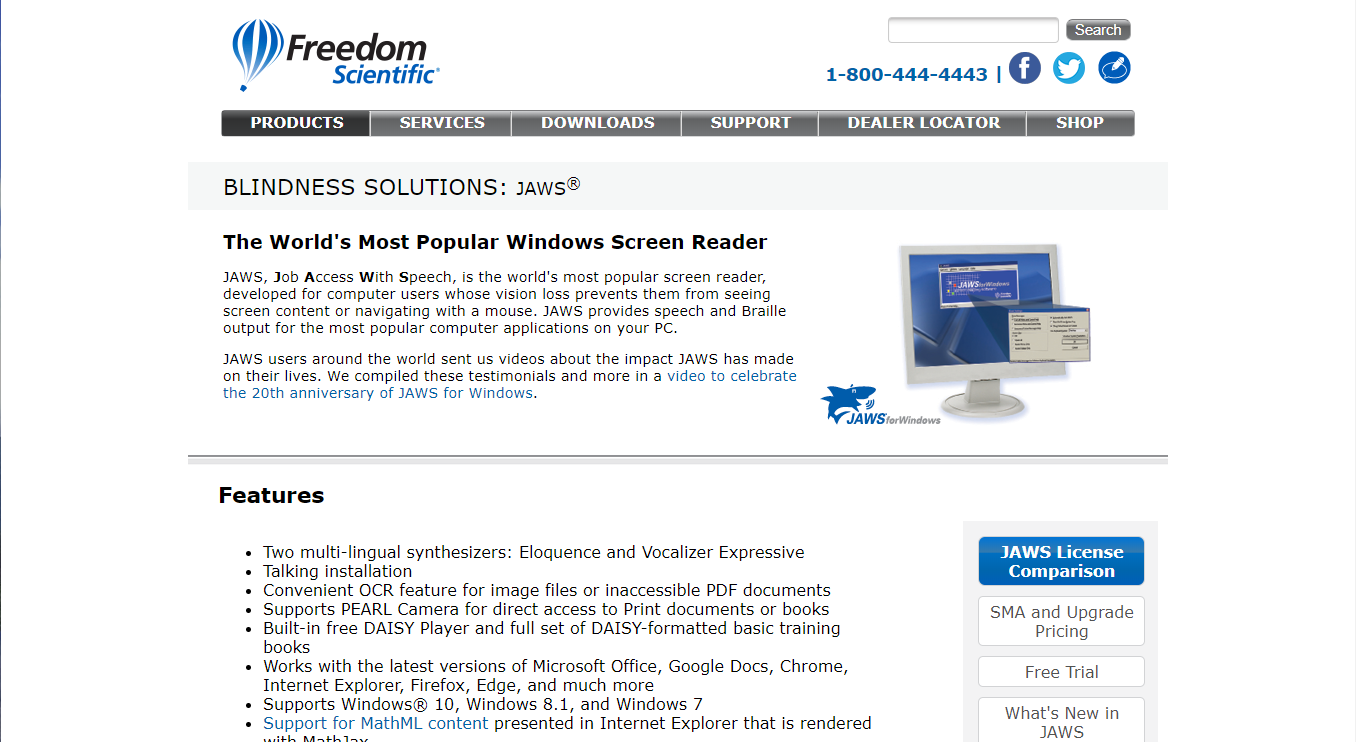 Freedom
Scientific®
Search
1-800-444-4443 |
PRODUCTS SERVICES DOWNLOADS SUPPORT DEALER LOCATOR SHOP
BLINDNESS SOLUTIONS: JAWS®
The World's Most Popular Windows Screen Reader
JAWS, Job Access With Speech, is the world's most popular screen reader,
developed for computer users whose vision loss prevents them from seeing
screen content or navigating with a mouse. JAWS provides speech and Braille
output for the most popular computer applications on your PC.
JAWS users around the world sent us videos about the impact JAWS has made
on their lives. We compiled these testimonials and more in a video to celebrate
the 20th anniversary of JAWS for Windows.
JAWS for Windows
JAWS for Windows
Features
Two multi-lingual synthesizers: Eloquence and Vocalizer Expressive
Talking installation
Convenient OCR feature for image files or inaccessible PDF documents
Supports PEARL Camera for direct access to Print documents or books
Built-in free DAISY Player and full set of DAISY-formatted basic training
books
Works with the latest versions of Microsoft Office, Google Docs, Chrome,
Internet Explorer, Firefox, Edge, and much more
Supports Windows® 10, Windows 8.1, and Windows 7
Support for MathML content presented in Internet Explorer that is rendered
with MathJax
JAWS License
Comparison
SMA and Upgrade
Pricing
Free Trial
What's New in
JAWS